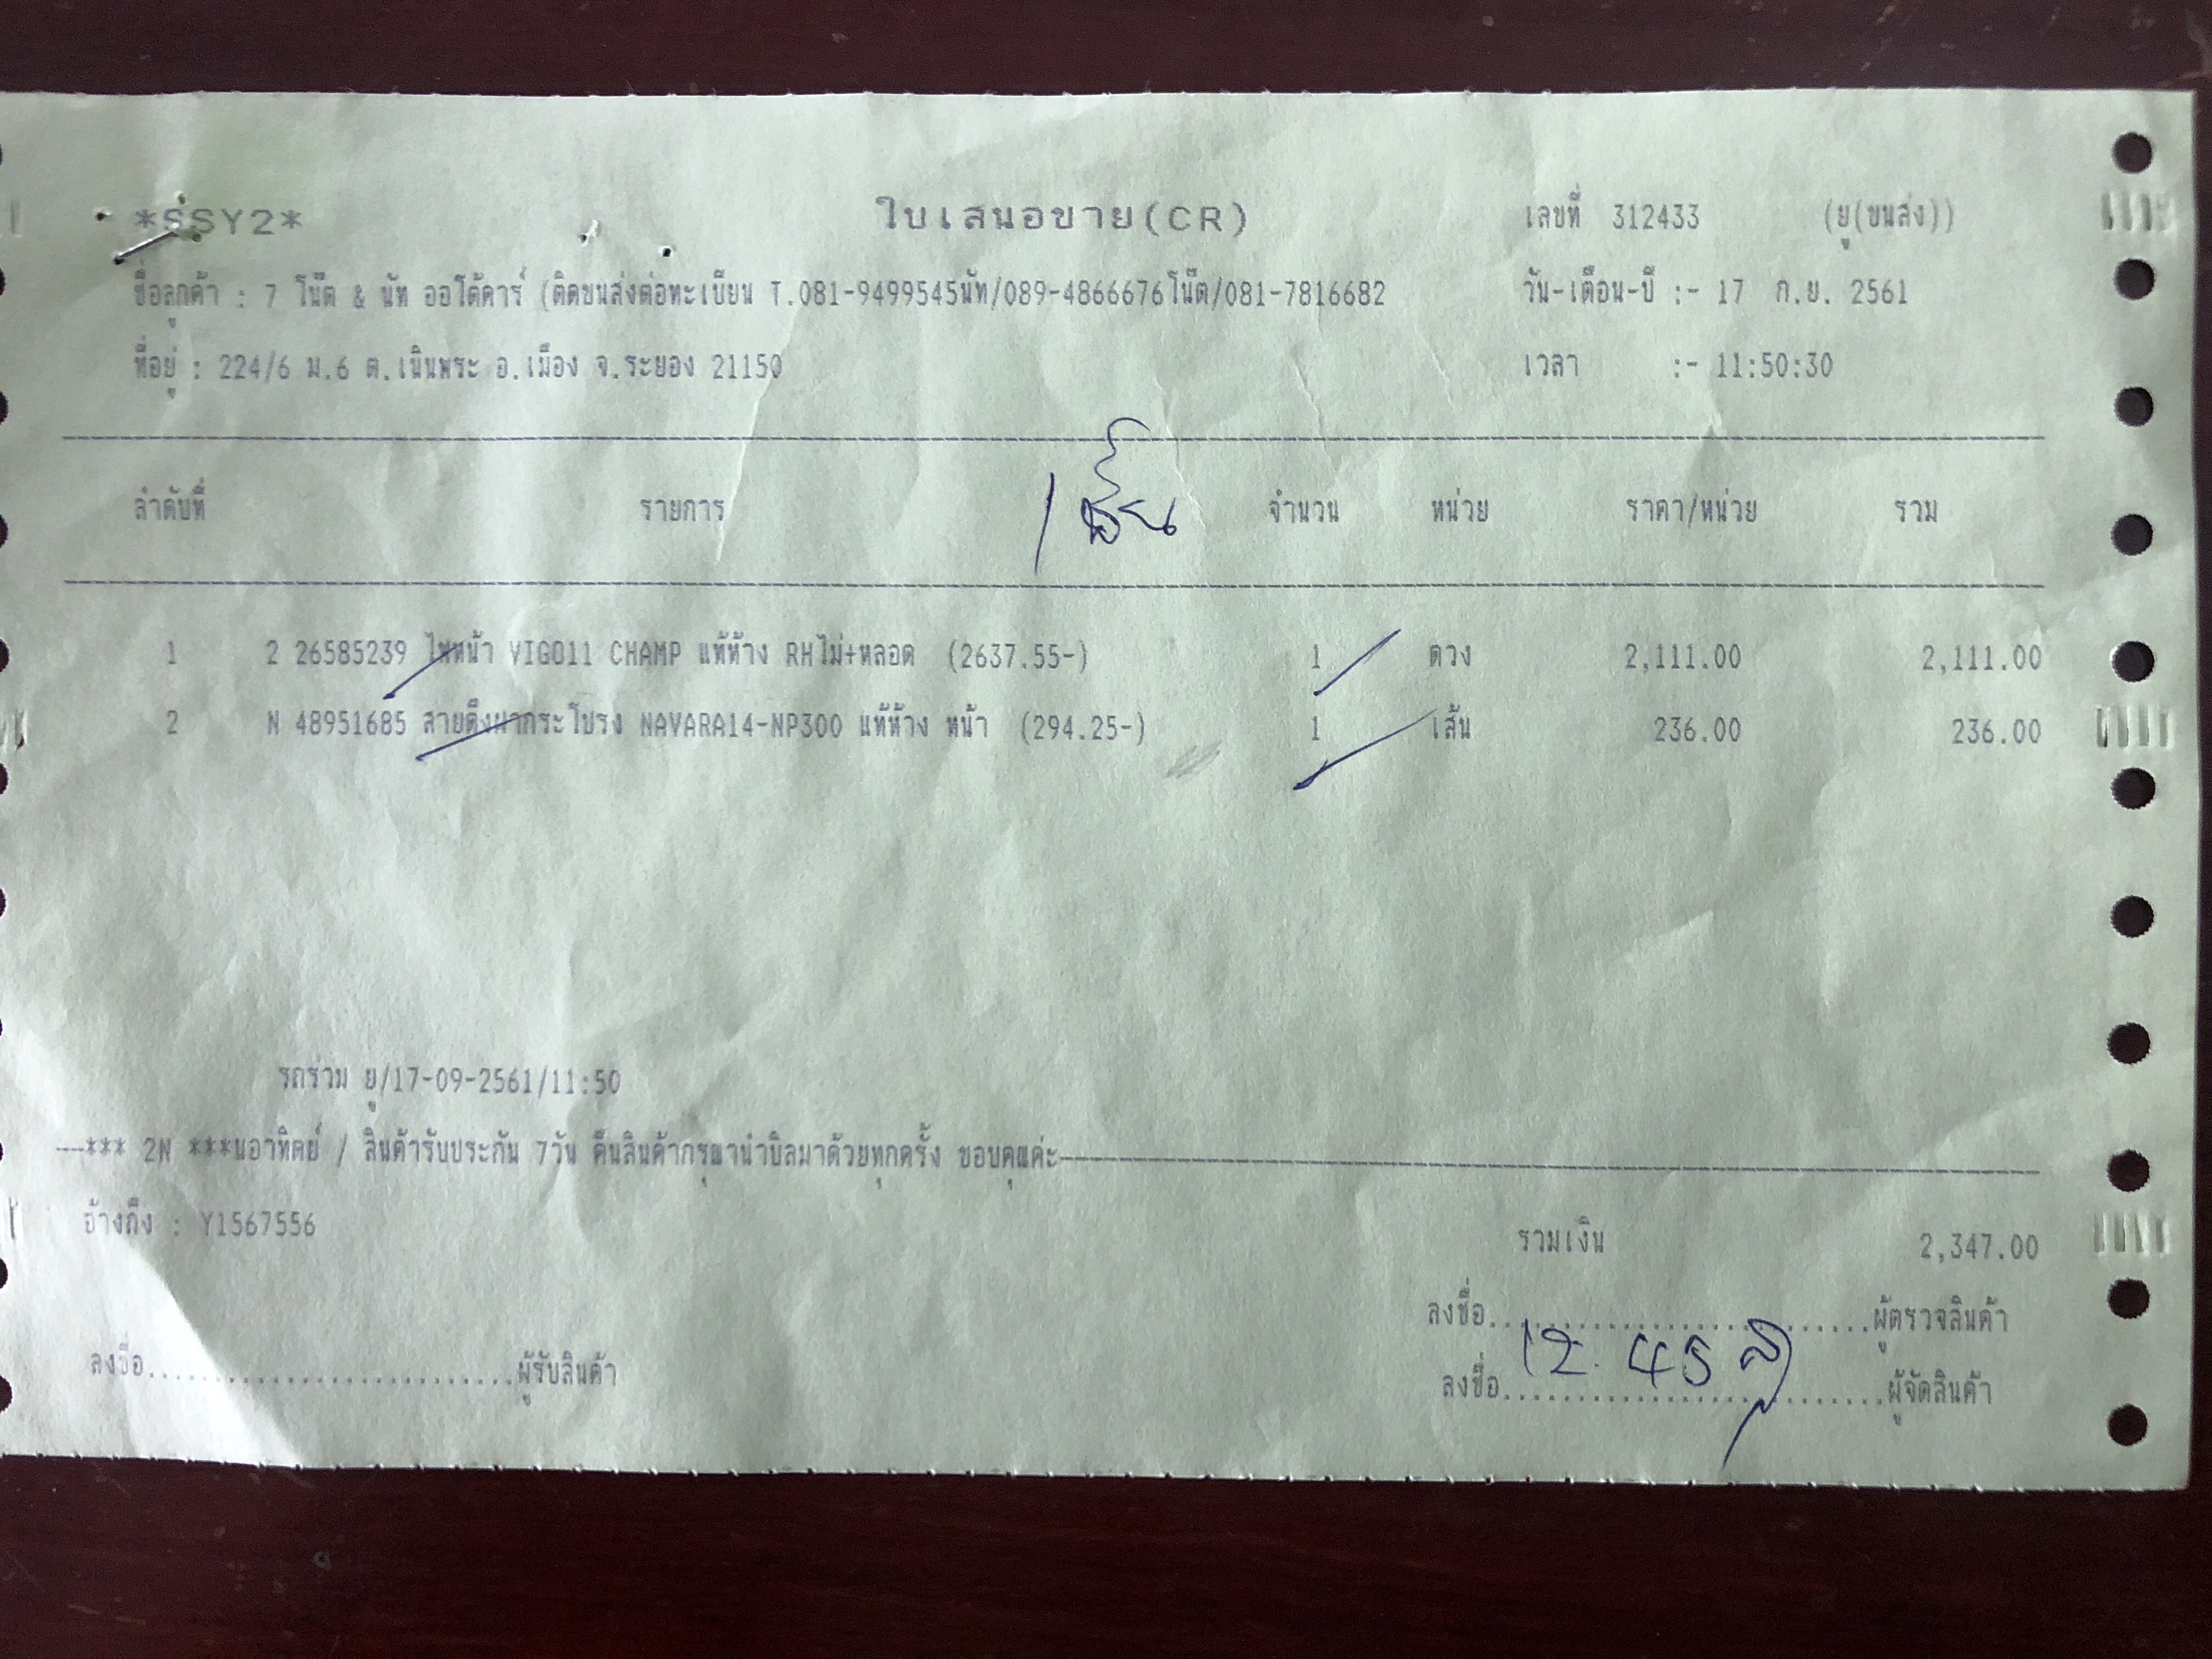 *SSY2* ใบเสนอขาย(CR) เลขที่ 312433 (ยู(ขนส่ง))
ชื่อลูกค้า : 7 โน๊ต & นัท ออโต้คาร์ (ติดขนส่งต่อทะเบียน T.081-9499545นัท/089-4866676โน๊ต/081-7816682 วัน-เดือน-ปี :- 17 ก.ย. 2561
ที่อยู่ : 224/6 ม.6 ต.เนินพระ อ.เมือง จ.ระยอง 21150 เวลา :- 11:50:30
ลำดับที่ รายการ จำนวน หน่วย ราคา/หน่วย รวม
1 ชิ้น
1 2 26585239 ไฟหน้า VIGO11 CHAMP แท้ห้าง RHไม่+หลอด (2637.55-) 1 ดวง 2,111.00 2,111.00
2 N 48951685 สายดึงฝากระโปรง NAVARA14-NP300 แท้ห้าง หน้า (294.25-) 1 เส้น 236.00 236.00
รถร่วม ยู/17-09-2561/11:50
---*** 2N ***นอาทิตย์ / สินค้ารับประกัน 7วัน คืนสินค้ากรุณานำบิลมาด้วยทุกครั้ง ขอบคุณค่ะ
อ้างถึง : Y1567556 รวมเงิน 2,347.00
ลงชื่อ..........................ผู้ตรวจสินค้า
12.45
ลงชื่อ..........................ผู้รับสินค้า ลงชื่อ..........................ผู้จัดสินค้า